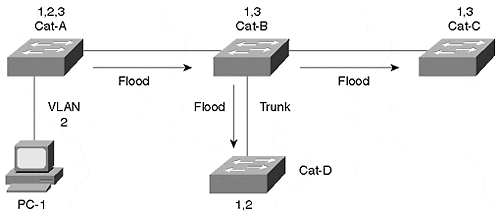 1,2,3
Cat-A
1,3
Cat-B
1,3
Cat-C
Flood
Flood
VLAN
2
Flood
Trunk
Cat-D
PC-1
1,2